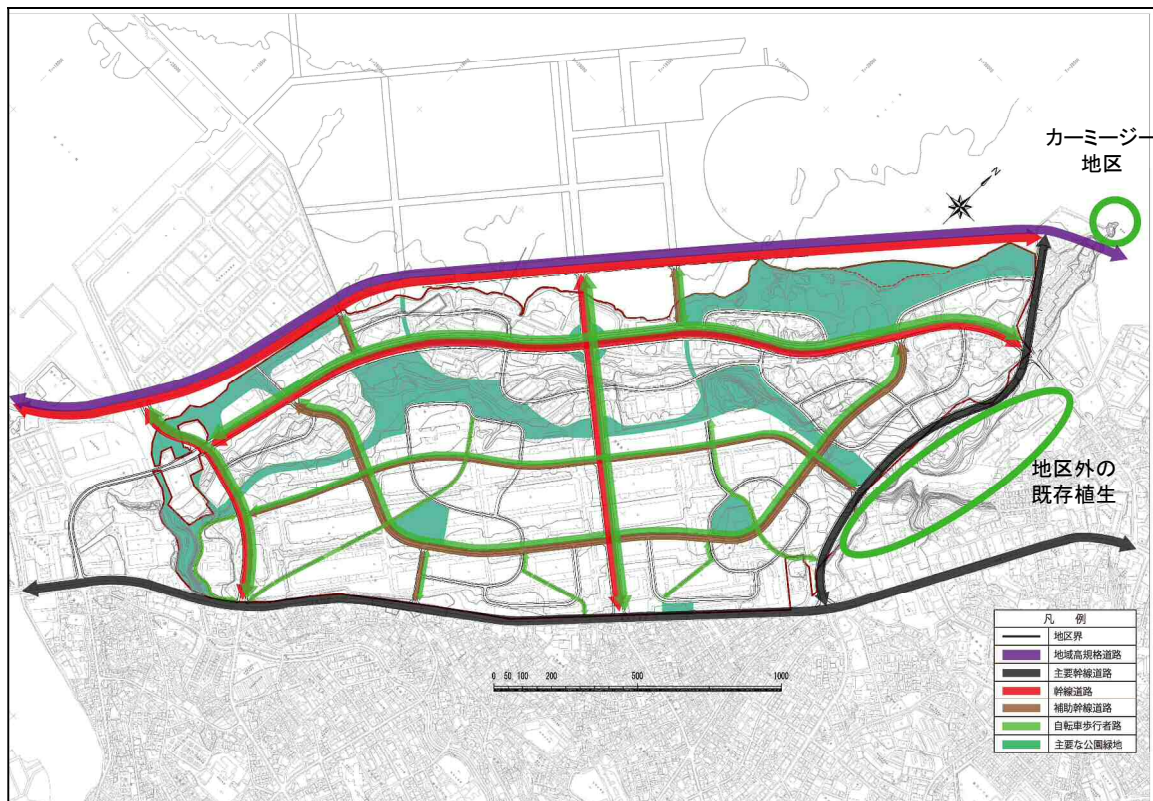 カーミージー
地区
N
地区外の
既存植生
0 50 100 200 500 1000
凡 例
地区界
地域高規格道路
主要幹線道路
幹線道路
補助幹線道路
自転車歩行者路
主要な公園緑地